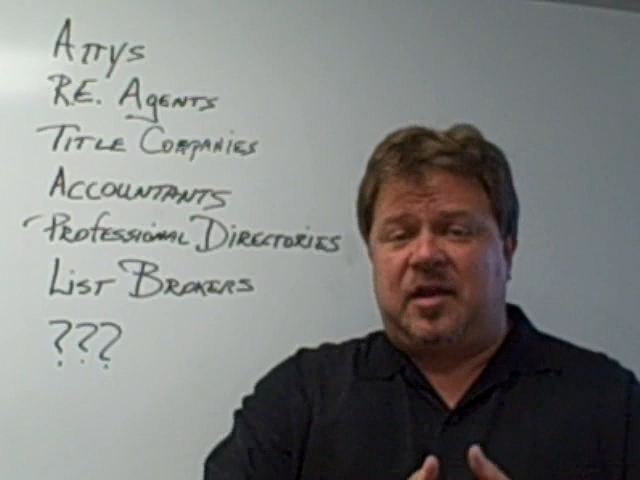 Attys
R.E. Agents
Title Companies
Accountants
Professional Directories
List Brokers
???